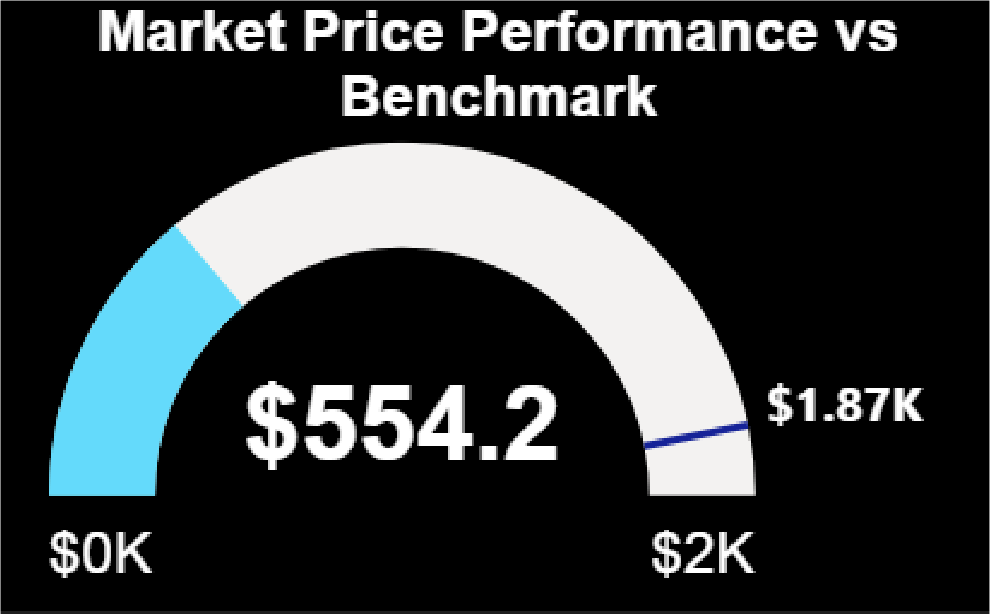 Market Price Performance vs
Benchmark
$1.87K
$554.2
$0K
$2K